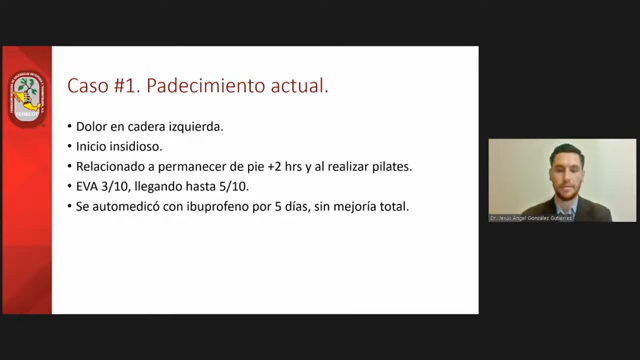 Caso #1. Padecimiento actual.
• Dolor en cadera izquierda.
• Inicio insidioso.
• Relacionado a permanecer de pie +2 hrs y al realizar pilates.
• EVA 3/10, llegando hasta 5/10.
• Se automedicó con ibuprofeno por 5 días, sin mejoría total.
Dr. Jesús Ángel González Gutiérrez